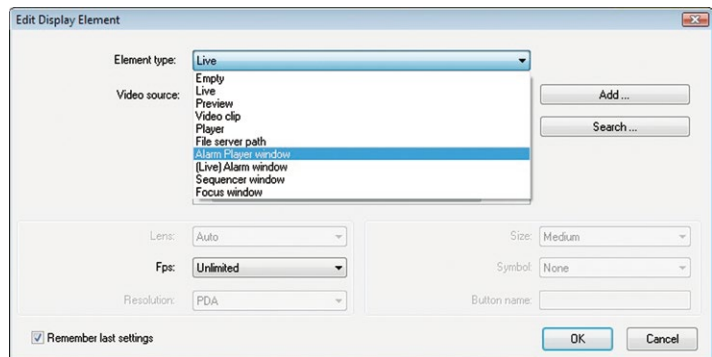 Edit Display Element
Element type: Live
Empty
Live
Video source:
Preview
Video clip
Player
File server path
Alarm Player window
(Live) Alarm window
Sequencer window
Focus window
Add ...
Search ...
Lens: Auto
Fps: Unlimited
Resolution: PDA
Size: Medium
Symbol: None
Button name:
Remember last settings
OK
Cancel